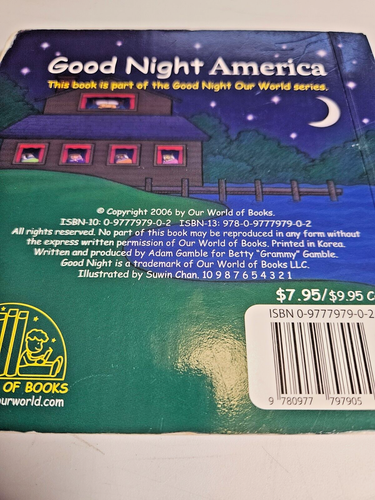 Good Night America
This book is part of the Good Night Our World series.
© Copyright 2006 by Our World of Books.
ISBN-10: 0-9777979-0-2 ISBN-13: 978-0-9777979-0-2
All rights reserved. No part of this book may be reproduced in any form without
the express written permission of Our World of Books. Printed in Korea.
Written and produced by Adam Gamble for Betty "Grammy" Gamble.
Good Night is a trademark of Our World of Books LLC.
Illustrated by Suwin Chan. 10 9 8 7 6 5 4 3 2 1
$7.95/$9.95 C
ISBN 0-9777979-0-2
9 780977 797905
OF BOOKS
urworld.com